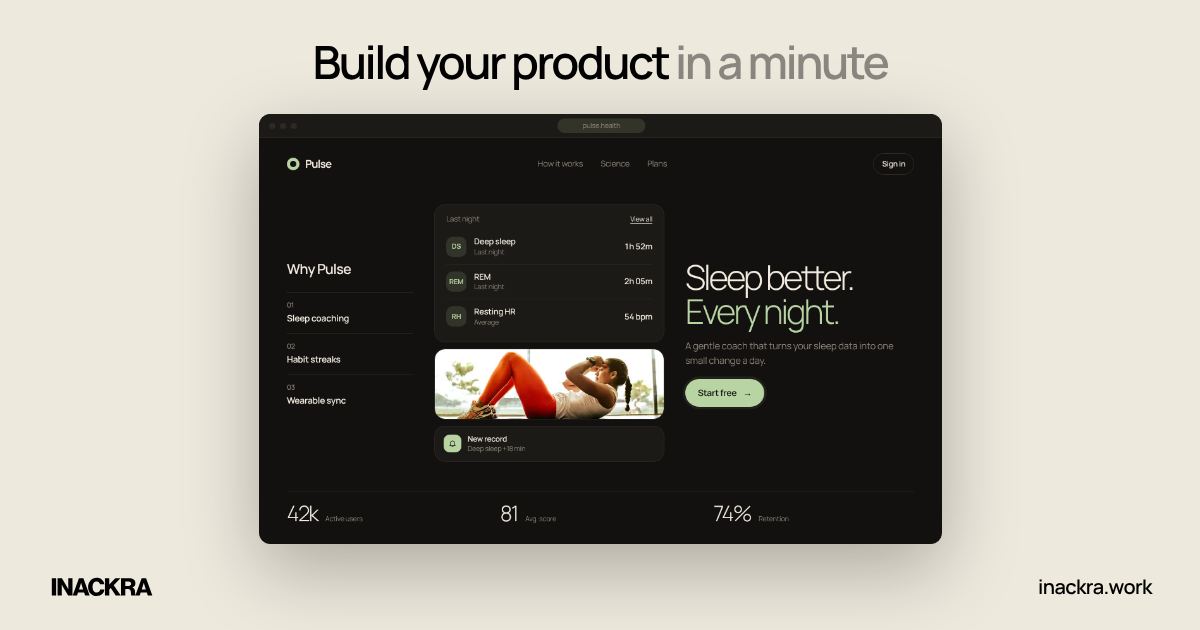 Build your product in a minute
pulse.health
Pulse
How it works
Science
Plans
Sign in
Why Pulse
01
Sleep coaching
02
Habit streaks
03
Wearable sync
Last night
View all
DS
Deep sleep
Last night
1h 52m
REM
REM
Last night
2h 05m
RH
Resting HR
Average
54 bpm
New record
Deep sleep +18 min
Sleep better.
Every night.
A gentle coach that turns your sleep data into one
small change a day.
Start free →
42k Active users
81 Avg. score
74% Retention
INACKRA
inackra.work